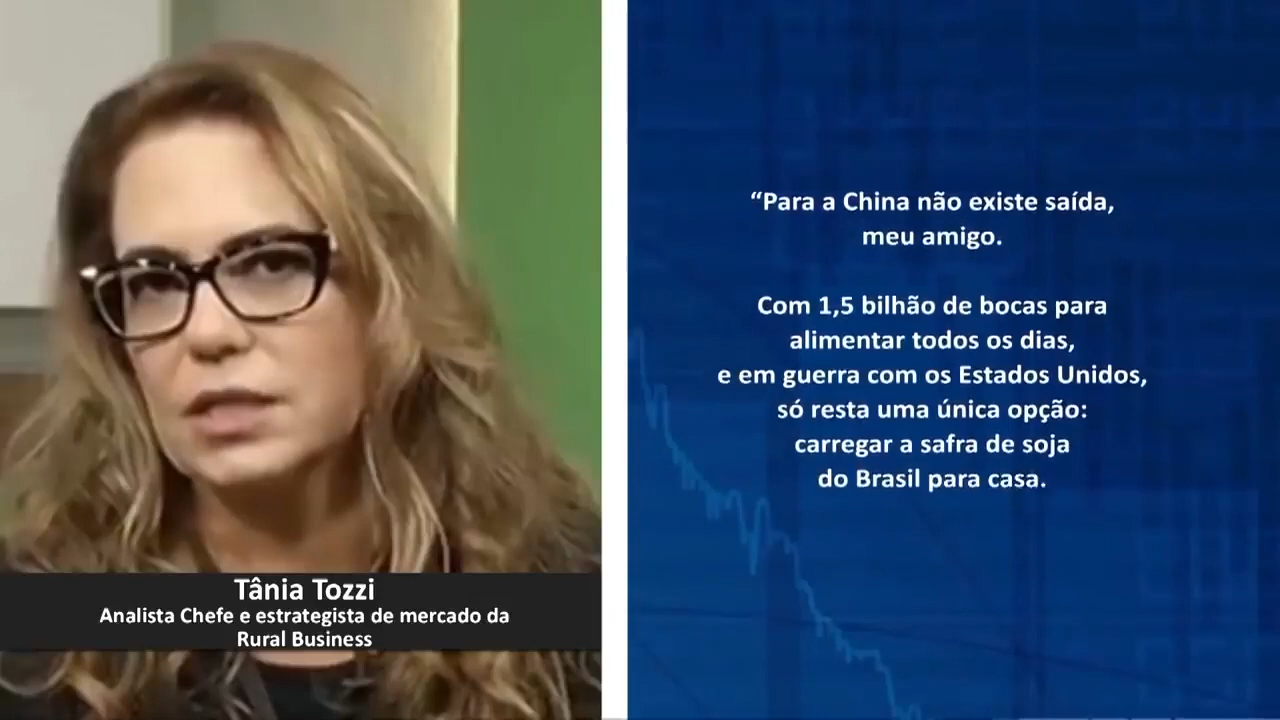 “Para a China não existe saída,
meu amigo.
Com 1,5 bilhão de bocas para
alimentar todos os dias,
e em guerra com os Estados Unidos,
só resta uma única opção:
carregar a safra de soja
do Brasil para casa.
Tânia Tozzi
Analista Chefe e estrategista de mercado da
Rural Business